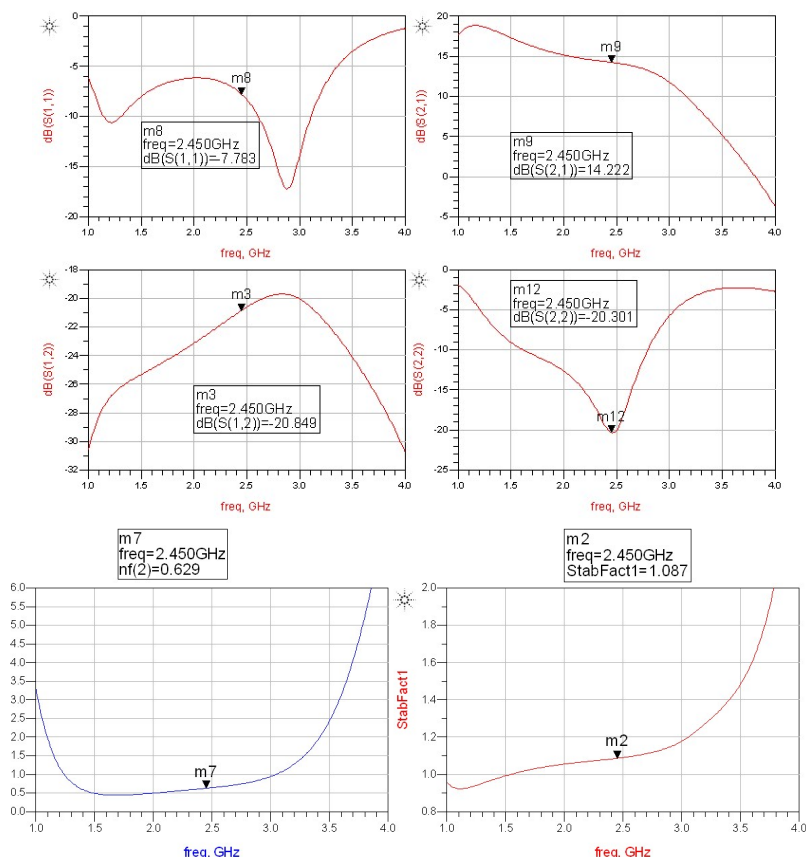 dB(S(1,1))
0
-5
-10
-15
-20
m8
m8
freq=2.450GHz
dB(S(1,1))=-7.783
1.0 1.5 2.0 2.5 3.0 3.5 4.0
freq, GHz
dB(S(2,1))
20
15
10
5
0
-5
m9
m9
freq=2.450GHz
dB(S(2,1))=14.222
1.0 1.5 2.0 2.5 3.0 3.5 4.0
freq, GHz
dB(S(1,2))
-18
-20
-22
-24
-26
-28
-30
-32
m3
m3
freq=2.450GHz
dB(S(1,2))=-20.849
1.0 1.5 2.0 2.5 3.0 3.5 4.0
freq, GHz
dB(S(2,2))
0
-5
-10
-15
-20
-25
m12
freq=2.450GHz
dB(S(2,2))=-20.301
m12
1.0 1.5 2.0 2.5 3.0 3.5 4.0
freq, GHz
m7
freq=2.450GHz
nf(2)=0.629
6.0
5.5
5.0
4.5
4.0
3.5
3.0
2.5
2.0
1.5
1.0
0.5
0.0
m7
1.0 1.5 2.0 2.5 3.0 3.5 4.0
freq, GHz
m2
freq=2.450GHz
StabFact1=1.087
StabFact1
2.0
1.8
1.6
1.4
1.2
1.0
0.8
m2
1.0 1.5 2.0 2.5 3.0 3.5 4.0
freq, GHz